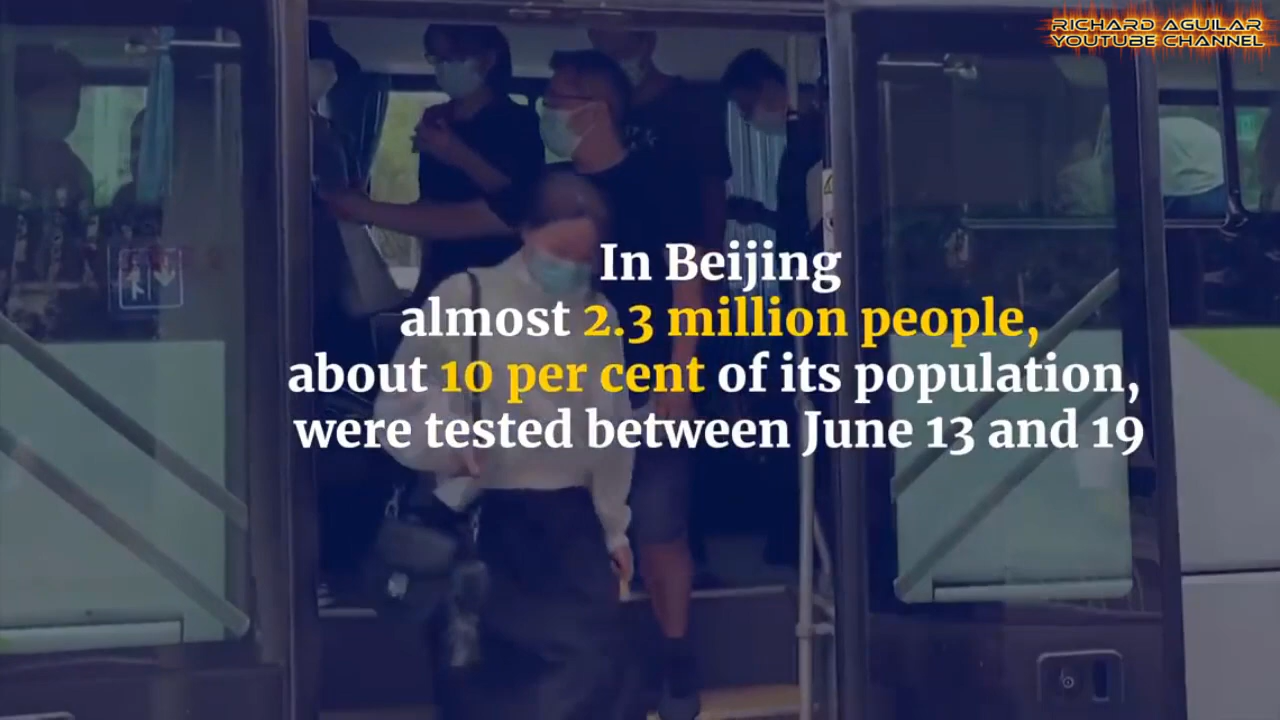 RICHARD AGUILAR
YOUTUBE CHANNEL
In Beijing
almost 2.3 million people,
about 10 per cent of its population,
were tested between June 13 and 19